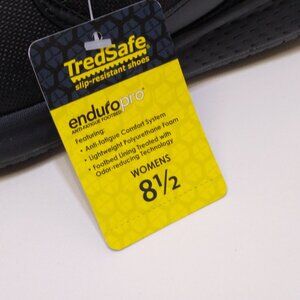 TredSafe
slip-resistant shoes
enduropro
ANTI-FATIGUE FOOTBED
Featuring:
• Anti-fatigue Comfort System
• Lightweight Polyurethane Foam
• Footbed Lining Treated with
Odor-reducing Technology
WOMENS
8½